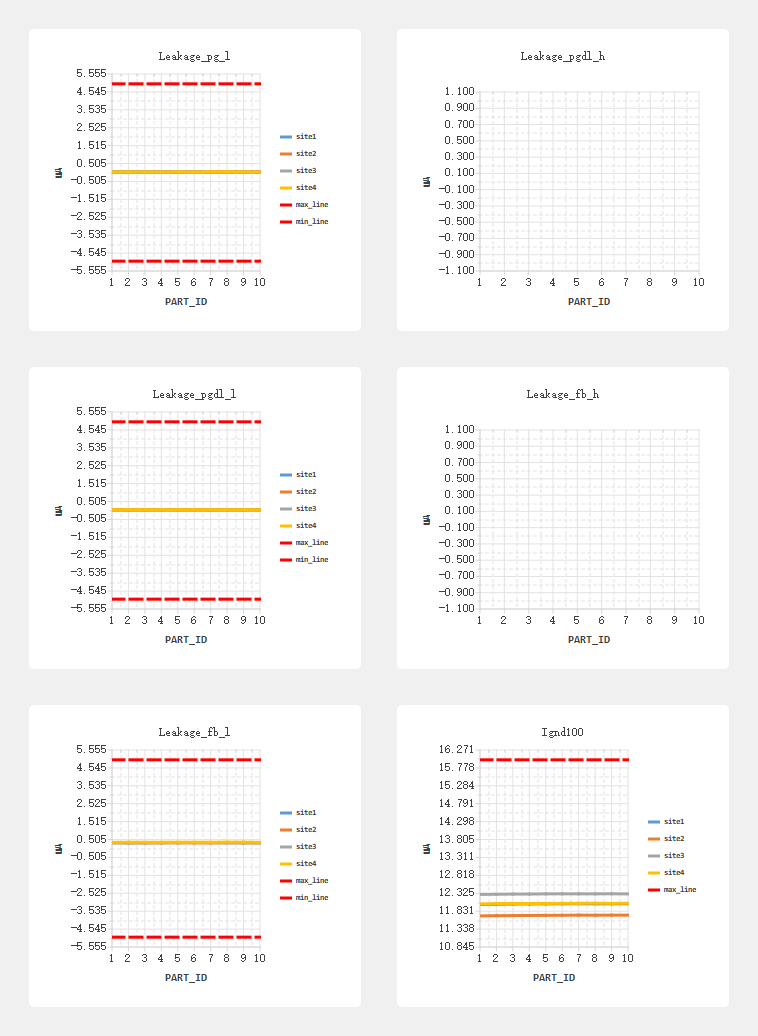 Leakage_pg_l
5.555
4.545
3.535
2.525
1.515
0.505
-0.505
-1.515
-2.525
-3.535
-4.545
-5.555
UA
1 2 3 4 5 6 7 8 9 10
PART_ID
site1
site2
site3
site4
max_line
min_line
Leakage_pgdl_h
1.100
0.900
0.700
0.500
0.300
0.100
-0.100
-0.300
-0.500
-0.700
-0.900
-1.100
UA
1 2 3 4 5 6 7 8 9 10
PART_ID
Leakage_pgdl_l
5.555
4.545
3.535
2.525
1.515
0.505
-0.505
-1.515
-2.525
-3.535
-4.545
-5.555
UA
1 2 3 4 5 6 7 8 9 10
PART_ID
site1
site2
site3
site4
max_line
min_line
Leakage_fb_h
1.100
0.900
0.700
0.500
0.300
0.100
-0.100
-0.300
-0.500
-0.700
-0.900
-1.100
UA
1 2 3 4 5 6 7 8 9 10
PART_ID
Leakage_fb_l
5.555
4.545
3.535
2.525
1.515
0.505
-0.505
-1.515
-2.525
-3.535
-4.545
-5.555
UA
1 2 3 4 5 6 7 8 9 10
PART_ID
site1
site2
site3
site4
max_line
min_line
Ignd100
16.271
15.778
15.284
14.791
14.298
13.805
13.311
12.818
12.325
11.831
11.338
10.845
UA
1 2 3 4 5 6 7 8 9 10
PART_ID
site1
site2
site3
site4
max_line